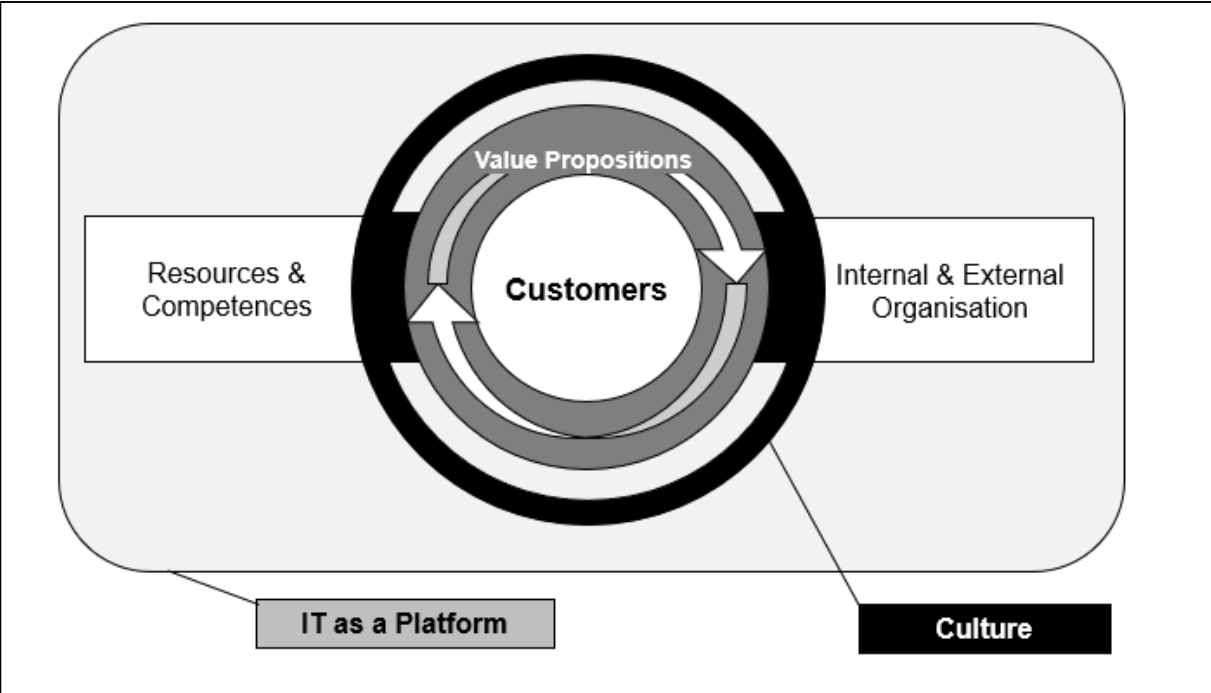 Value Propositions
Resources &
Competences
Customers
Internal & External
Organisation
IT as a Platform
Culture